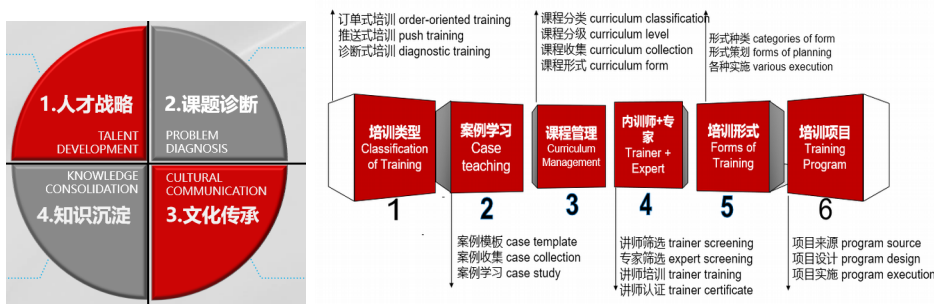 1.人才战略
TALENT
DEVELOPMENT
2.课题诊断
PROBLEM
DIAGNOSIS
KNOWLEDGE
CONSOLIDATION
4.知识沉淀
CULTURAL
COMMUNICATION
3.文化传承
订单式培训 order-oriented training
推送式培训 push training
诊断式培训 diagnostic training
课程分类 curriculum classification
课程分级 curriculum level
课程收集 curriculum collection
课程形式 curriculum form
形式种类 categories of form
形式策划 forms of planning
各种实施 various execution
培训类型
Classification
of Training
案例学习
Case
teaching
课程管理
Curriculum
Management
内训师+专
家
Trainer +
Expert
培训形式
Forms of
Training
培训项目
Training
Program
1
2
3
4
5
6
案例模板 case template
案例收集 case collection
案例学习 case study
讲师筛选 trainer screening
专家筛选 expert screening
讲师培训 trainer training
讲师认证 trainer certificate
项目来源 program source
项目设计 program design
项目实施 program execution